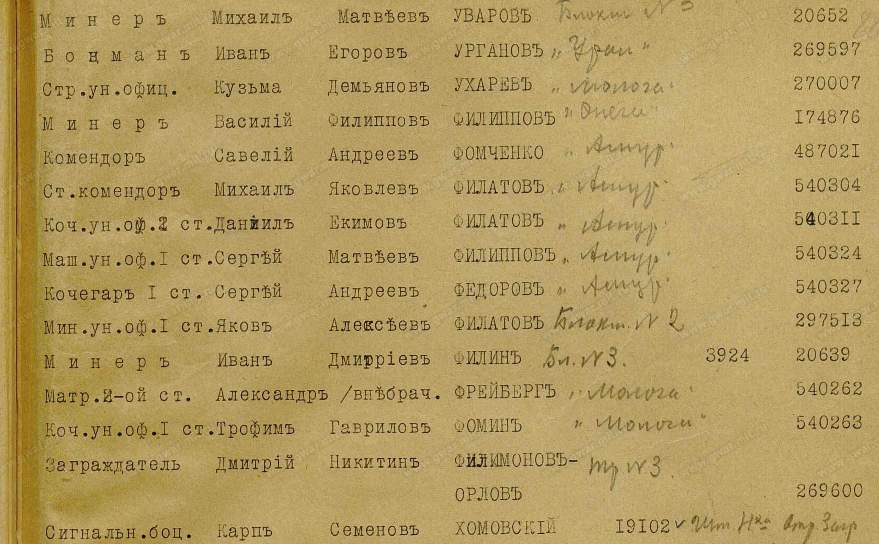 Минеръ Михаилъ Матвѣевъ УВАРОВЪ Блокш. N 3 20652
Боцманъ Иванъ Егоровъ УРГАНОВЪ "Урал" 269597
Стр.ун.офиц. Кузьма Демьяновъ УХАРЕВЪ "Молога" 270007
Минеръ Василій Филипповъ ФИЛИППОВЪ "Онега" 174876
Комендоръ Савелій Андреевъ ФОМЧЕНКО "Амур" 487021
Ст.комендоръ Михаилъ Яковлевъ ФИЛАТОВЪ "Амур" 540304
Коч.ун.оф.2 ст.Даніилъ Екимовъ ФИЛАТОВЪ "Амур" 540311
Маш.ун.оф.I ст.Сергѣй Матвѣевъ ФИЛИППОВЪ "Амур" 540324
Кочегаръ I ст. Сергѣй Андреевъ ФЕДОРОВЪ "Амур" 540327
Мин.ун.оф.I ст.Яковъ Алексѣевъ ФИЛАТОВЪ Блокш. N 2 297513
Минеръ Иванъ Дмитріевъ ФИЛИНЪ Бл. N 3. 3924 20639
Матр.2-ой ст. Александръ /внѣбрач. ФРЕЙБЕРГЪ "Молога" 540262
Коч.ун.оф.I ст.Трофимъ Гавриловъ ФОМИНЪ "Молога" 540263
Заградатель Дмитрій Никитинъ ФИЛИМОНОВЪ- тр N 3.
ОРЛОВЪ 269600
Сигнальн.боц. Карпъ Семеновъ ХОМОВСКІЙ 19102 ✓ Шт. Н-ка Отр. Загр